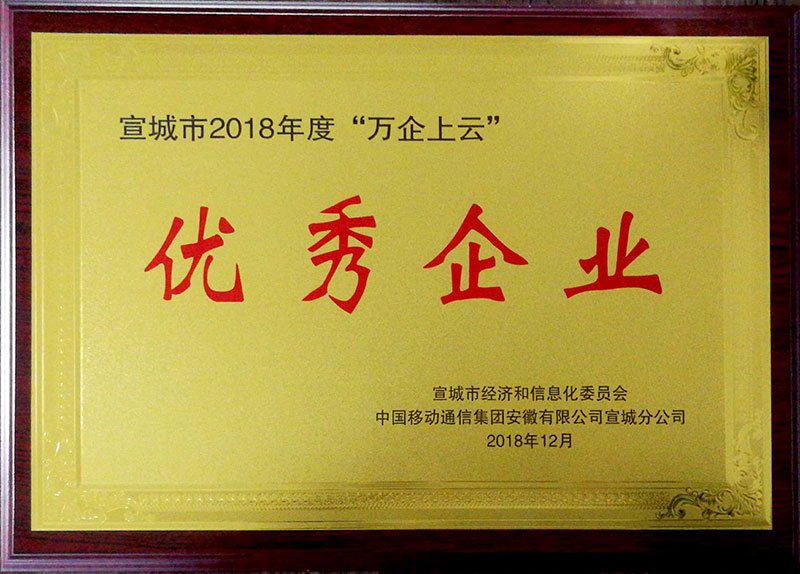 宣城市2018年度“万企上云”
优秀企业
宣城市经济和信息化委员会
中国移动通信集团安徽有限公司宣城分公司
2018年12月